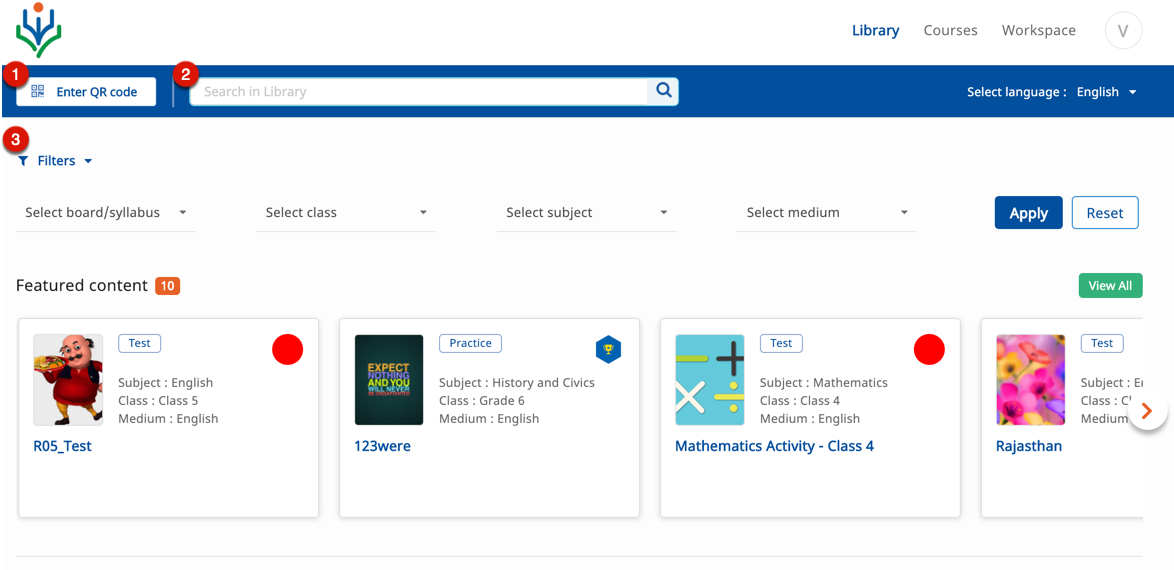 Library Courses Workspace V
1 2
Enter QR code Search in Library Select language : English
3
Filters
Select board/syllabus Select class Select subject Select medium Apply Reset
Featured content 10 View All
Test
Subject : English
Class : Class 5
Medium : English
R05_Test
EXPECT
NOTHING
AND YOU
WILL NEVER
BE DISAPPOINTED
Practice
Subject : History and Civics
Class : Grade 6
Medium : English
123were
Test
Subject : Mathematics
Class : Class 4
Medium : English
Mathematics Activity - Class 4
Test
Subject :
Class :
Medium
Rajasthan